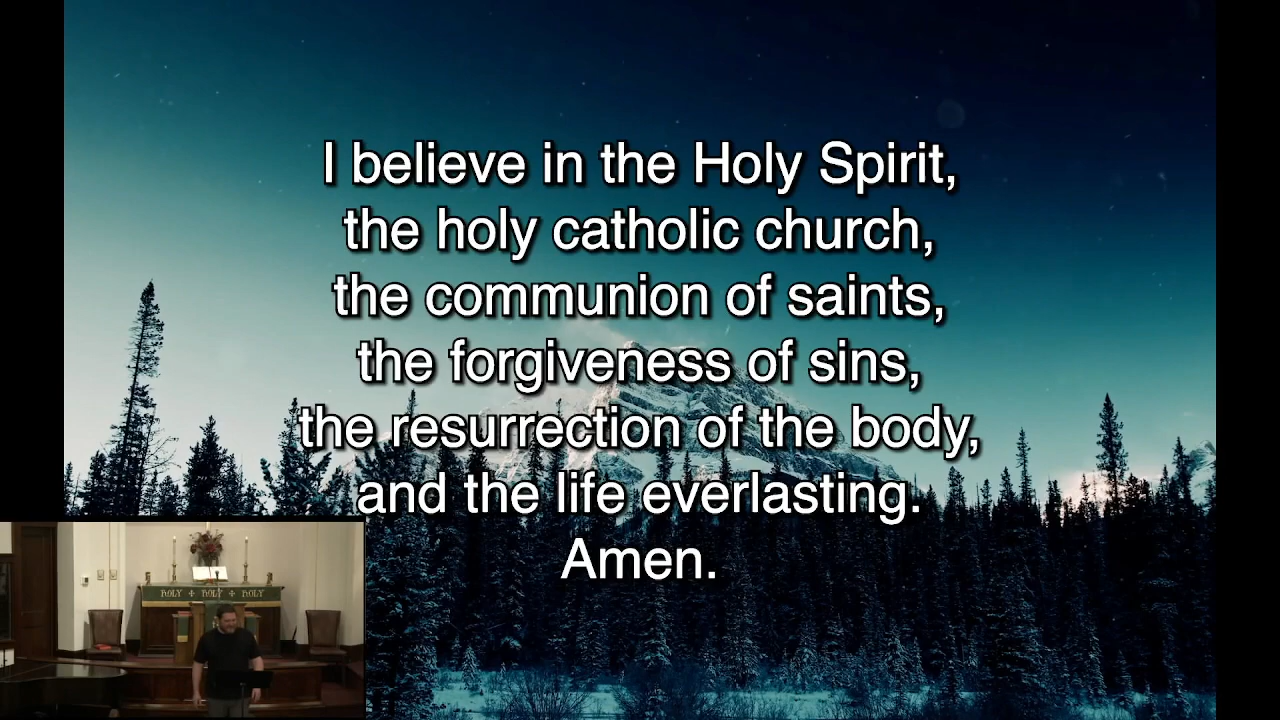 I believe in the Holy Spirit,
the holy catholic church,
the communion of saints,
the forgiveness of sins,
the resurrection of the body,
and the life everlasting.
Amen.
HOLY HOLY HOLY